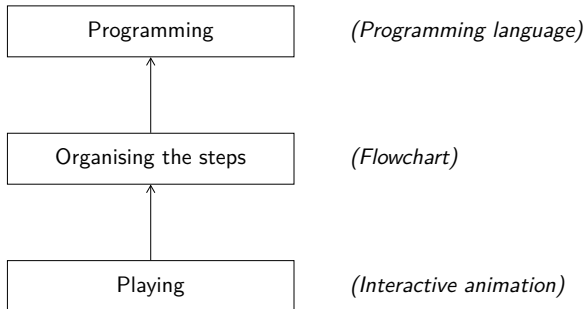 Programming (Programming language)
Organising the steps (Flowchart)
Playing (Interactive animation)